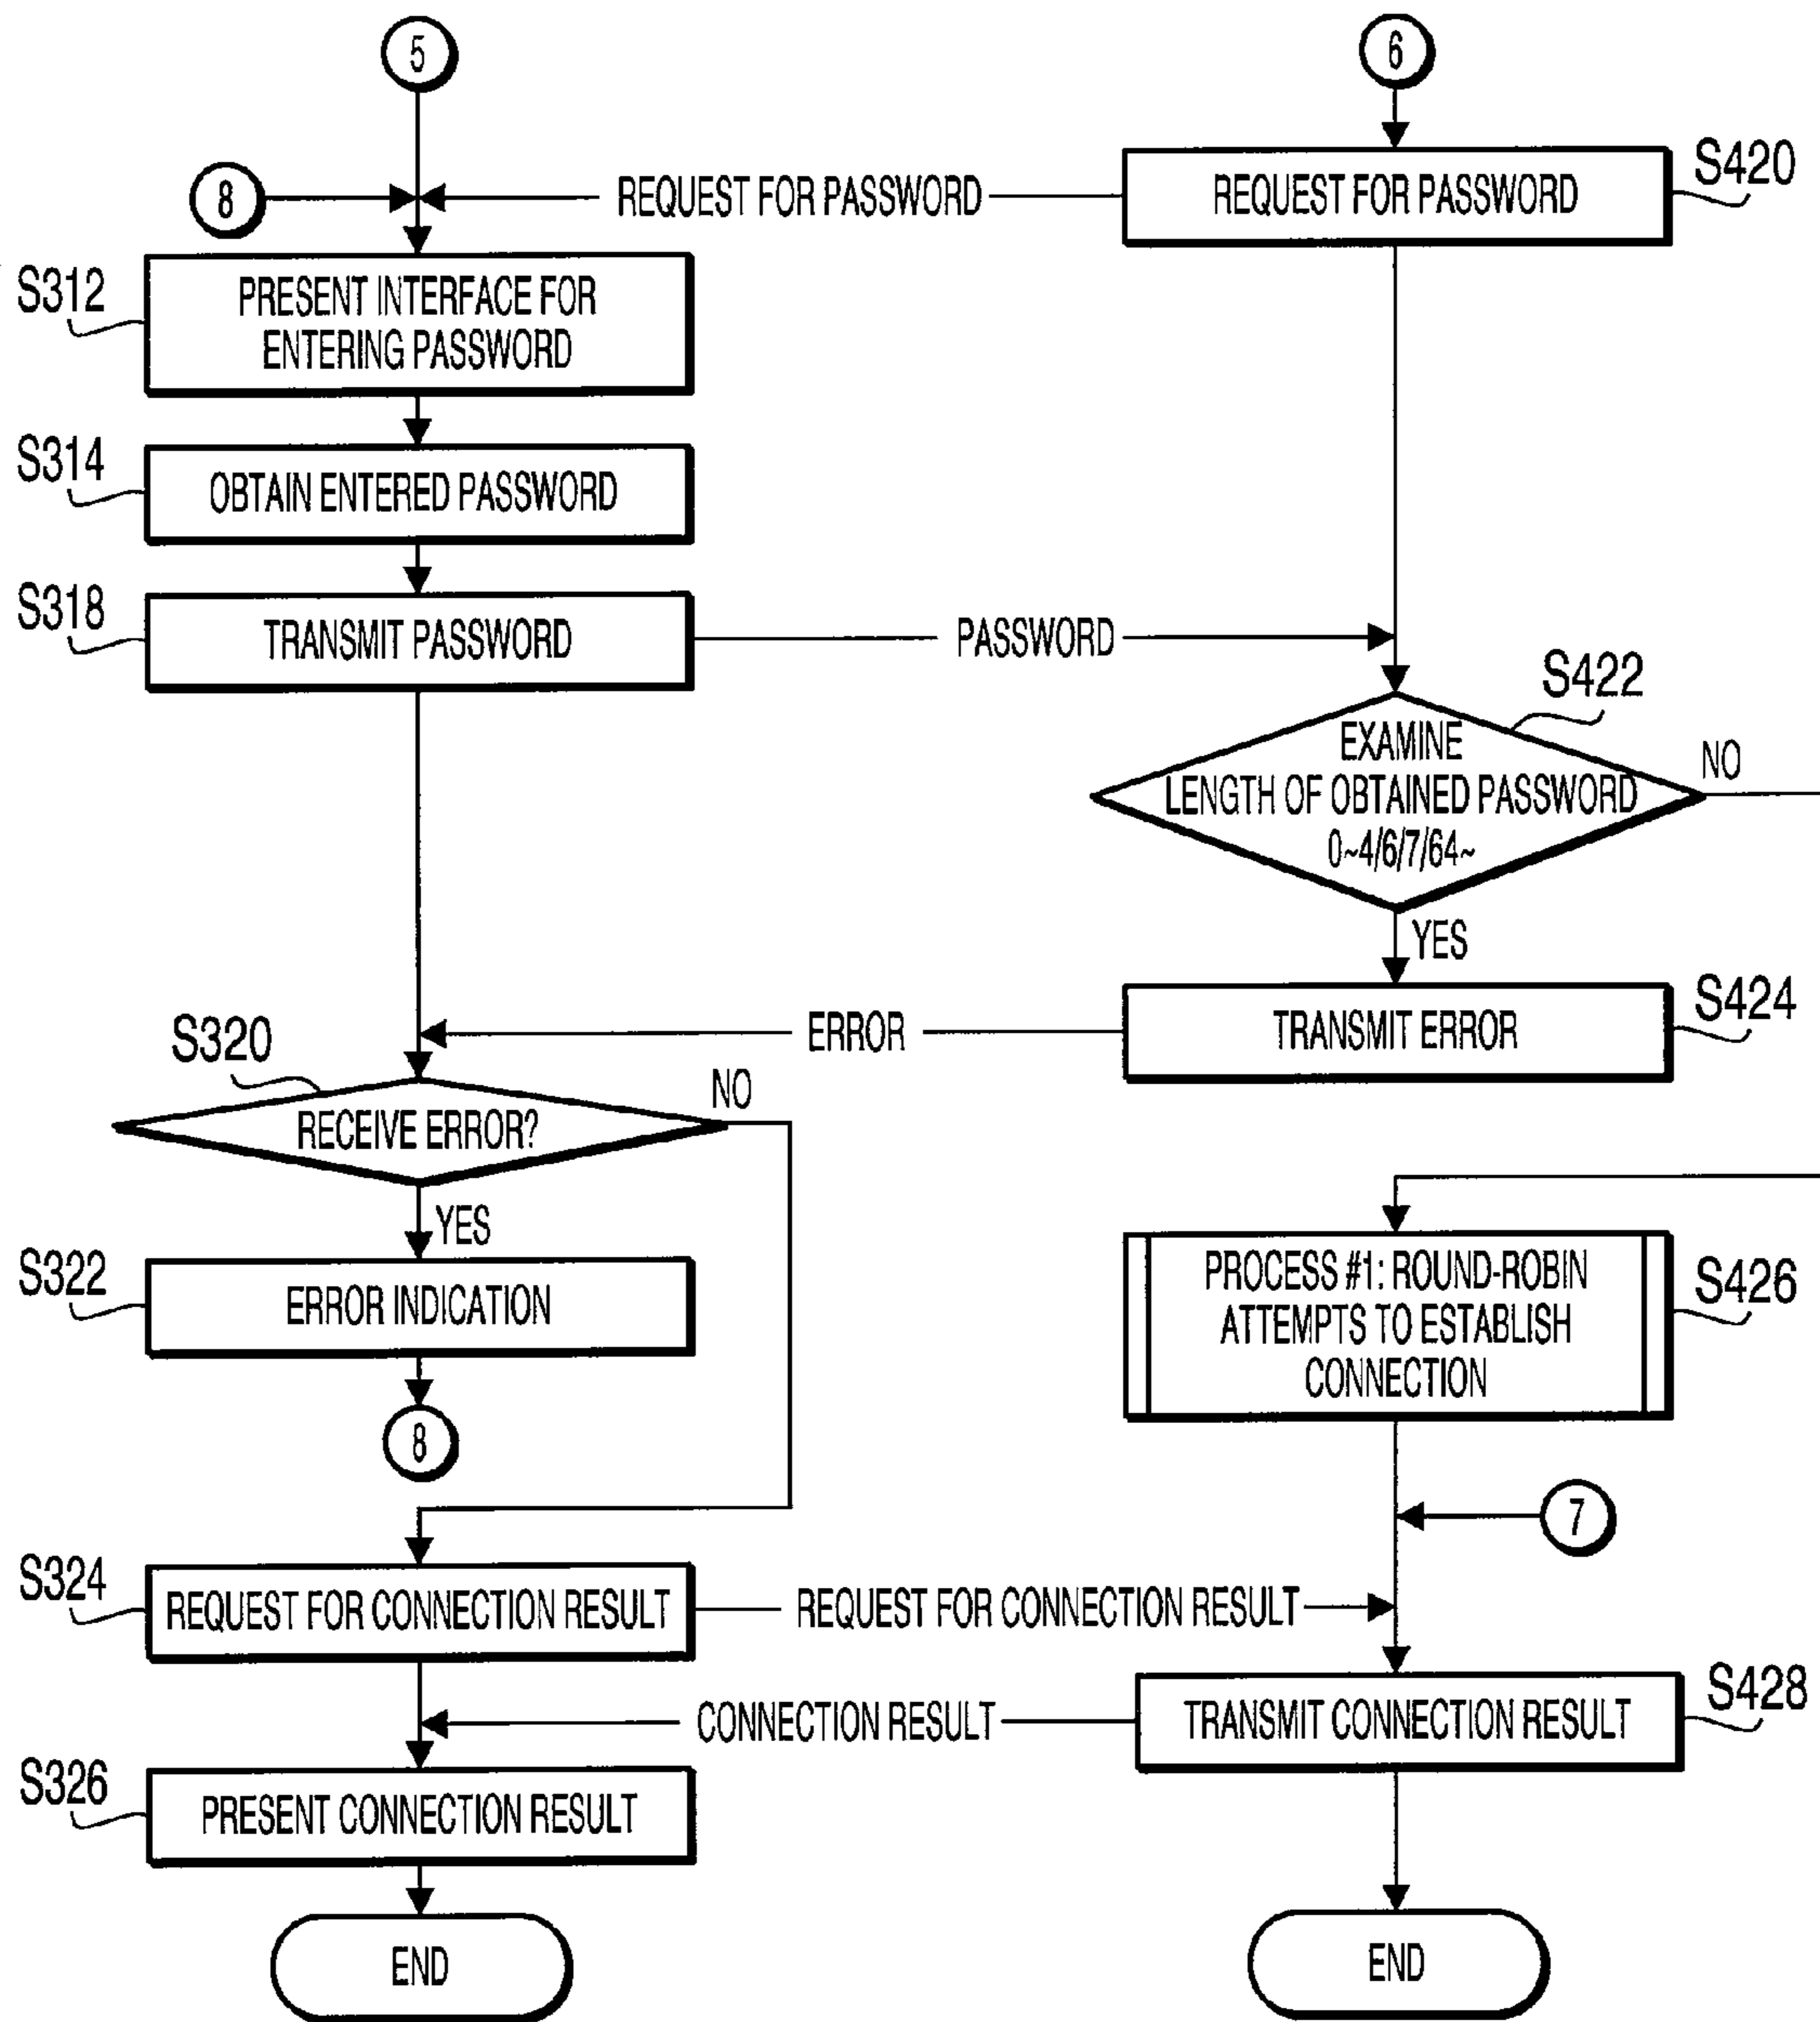 5
6
8
REQUEST FOR PASSWORD
REQUEST FOR PASSWORD
S420
S312
PRESENT INTERFACE FOR
ENTERING PASSWORD
S314
OBTAIN ENTERED PASSWORD
S318
TRANSMIT PASSWORD
PASSWORD
S422
EXAMINE
LENGTH OF OBTAINED PASSWORD
0~4/6/7/64~
NO
YES
S424
TRANSMIT ERROR
ERROR
S320
RECEIVE ERROR?
NO
YES
S322
ERROR INDICATION
8
PROCESS #1: ROUND-ROBIN
ATTEMPTS TO ESTABLISH
CONNECTION
S426
7
S324
REQUEST FOR CONNECTION RESULT
REQUEST FOR CONNECTION RESULT
S428
TRANSMIT CONNECTION RESULT
CONNECTION RESULT
S326
PRESENT CONNECTION RESULT
END
END